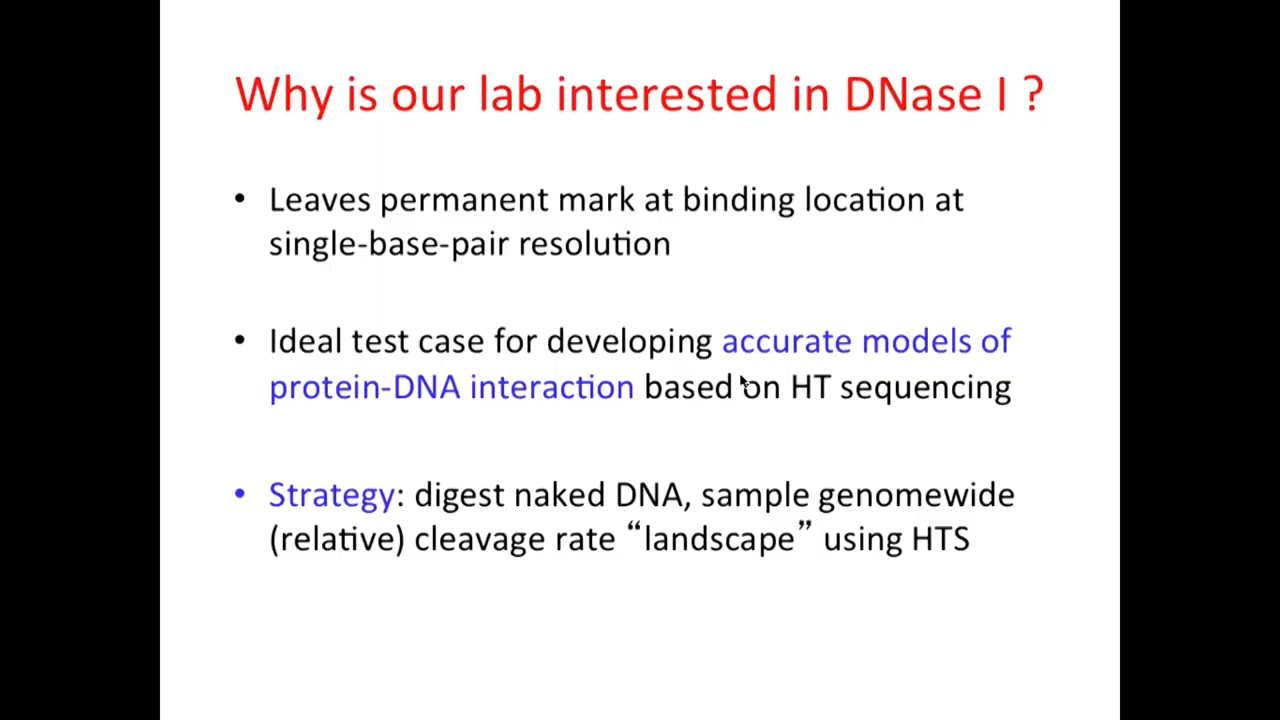 Why is our lab interested in DNase I ?
• Leaves permanent mark at binding location at
single-base-pair resolution
• Ideal test case for developing accurate models of
protein-DNA interaction based on HT sequencing
• Strategy: digest naked DNA, sample genomewide
(relative) cleavage rate “landscape” using HTS